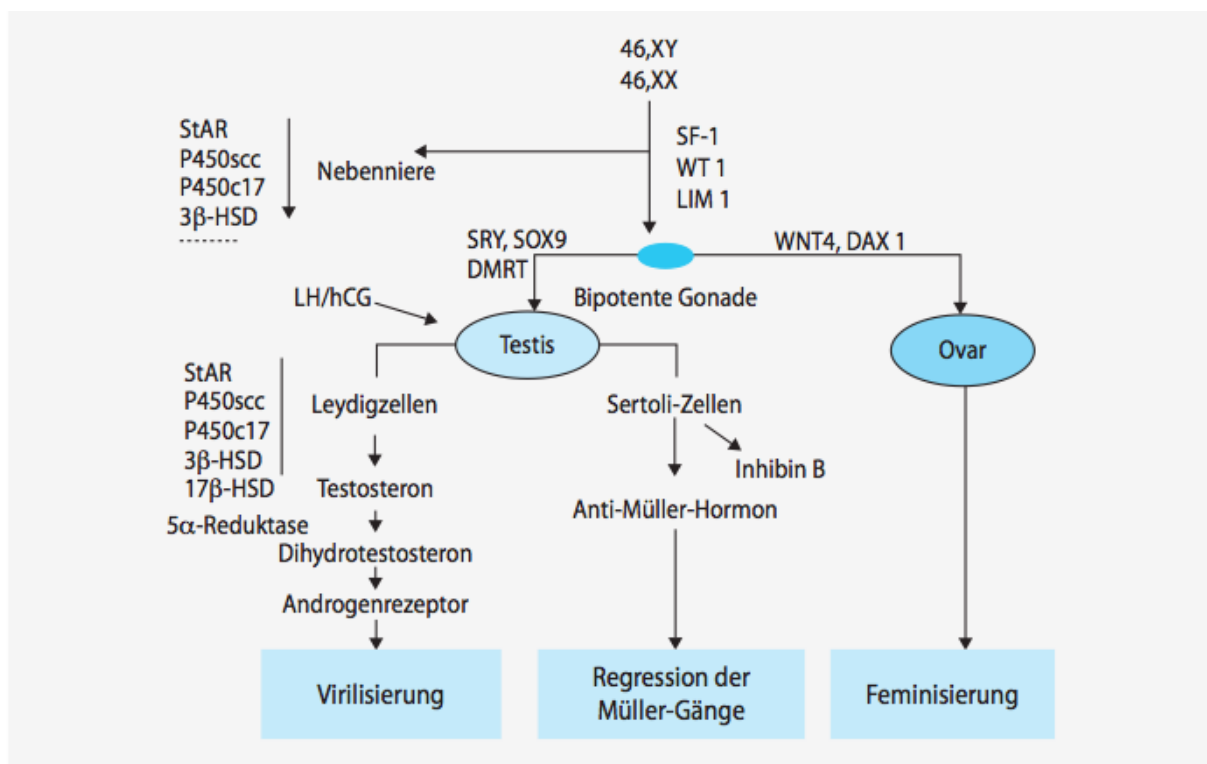 46,XY
46,XX
StAR
P450scc
P450c17
3β-HSD
--------
Nebenniere
SF-1
WT 1
LIM 1
SRY, SOX9
DMRT
WNT4, DAX 1
LH/hCG
Bipotente Gonade
Testis
Ovar
StAR
P450scc
P450c17
3β-HSD
17β-HSD
Leydigzellen
Sertoli-Zellen
Inhibin B
Testosteron
Anti-Müller-Hormon
5α-Reduktase
Dihydrotestosteron
Androgenrezeptor
Virilisierung
Regression der
Müller-Gänge
Feminisierung